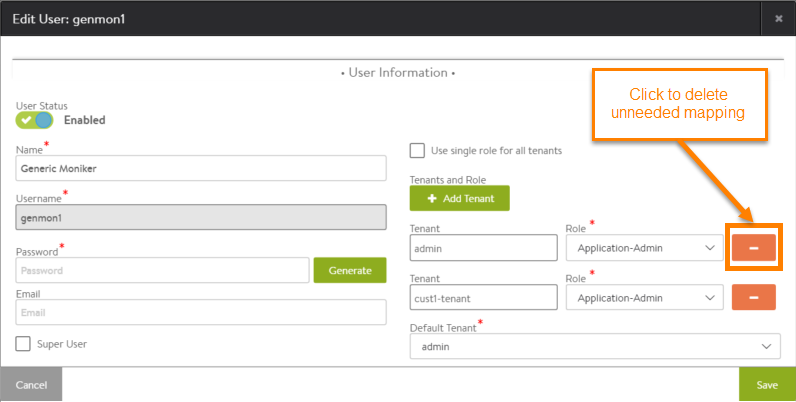 Edit User: genmon1
• User Information •
User Status
Enabled
Name*
Generic Moniker
Username*
genmon1
Password*
Password
Generate
Email
Email
Super User
Click to delete
unneeded mapping
Use single role for all tenants
Tenants and Role
+ Add Tenant
Tenant Role *
admin Application-Admin
Tenant Role *
cust1-tenant Application-Admin
Default Tenant*
admin
Cancel
Save